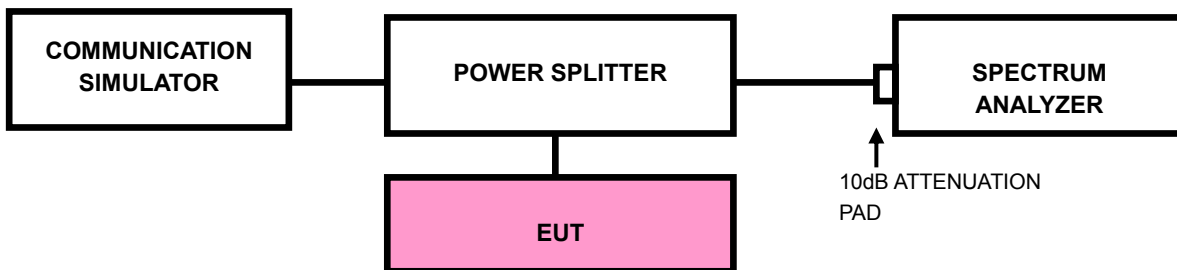 COMMUNICATION
SIMULATOR
POWER SPLITTER
SPECTRUM
ANALYZER
10dB ATTENUATION
PAD
EUT